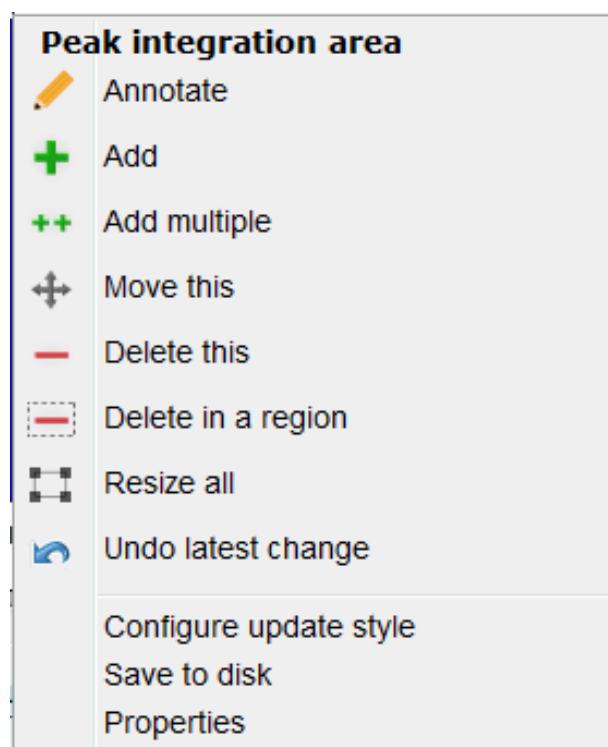 Peak integration area
Annotate
Add
Add multiple
Move this
Delete this
Delete in a region
Resize all
Undo latest change
Configure update style
Save to disk
Properties